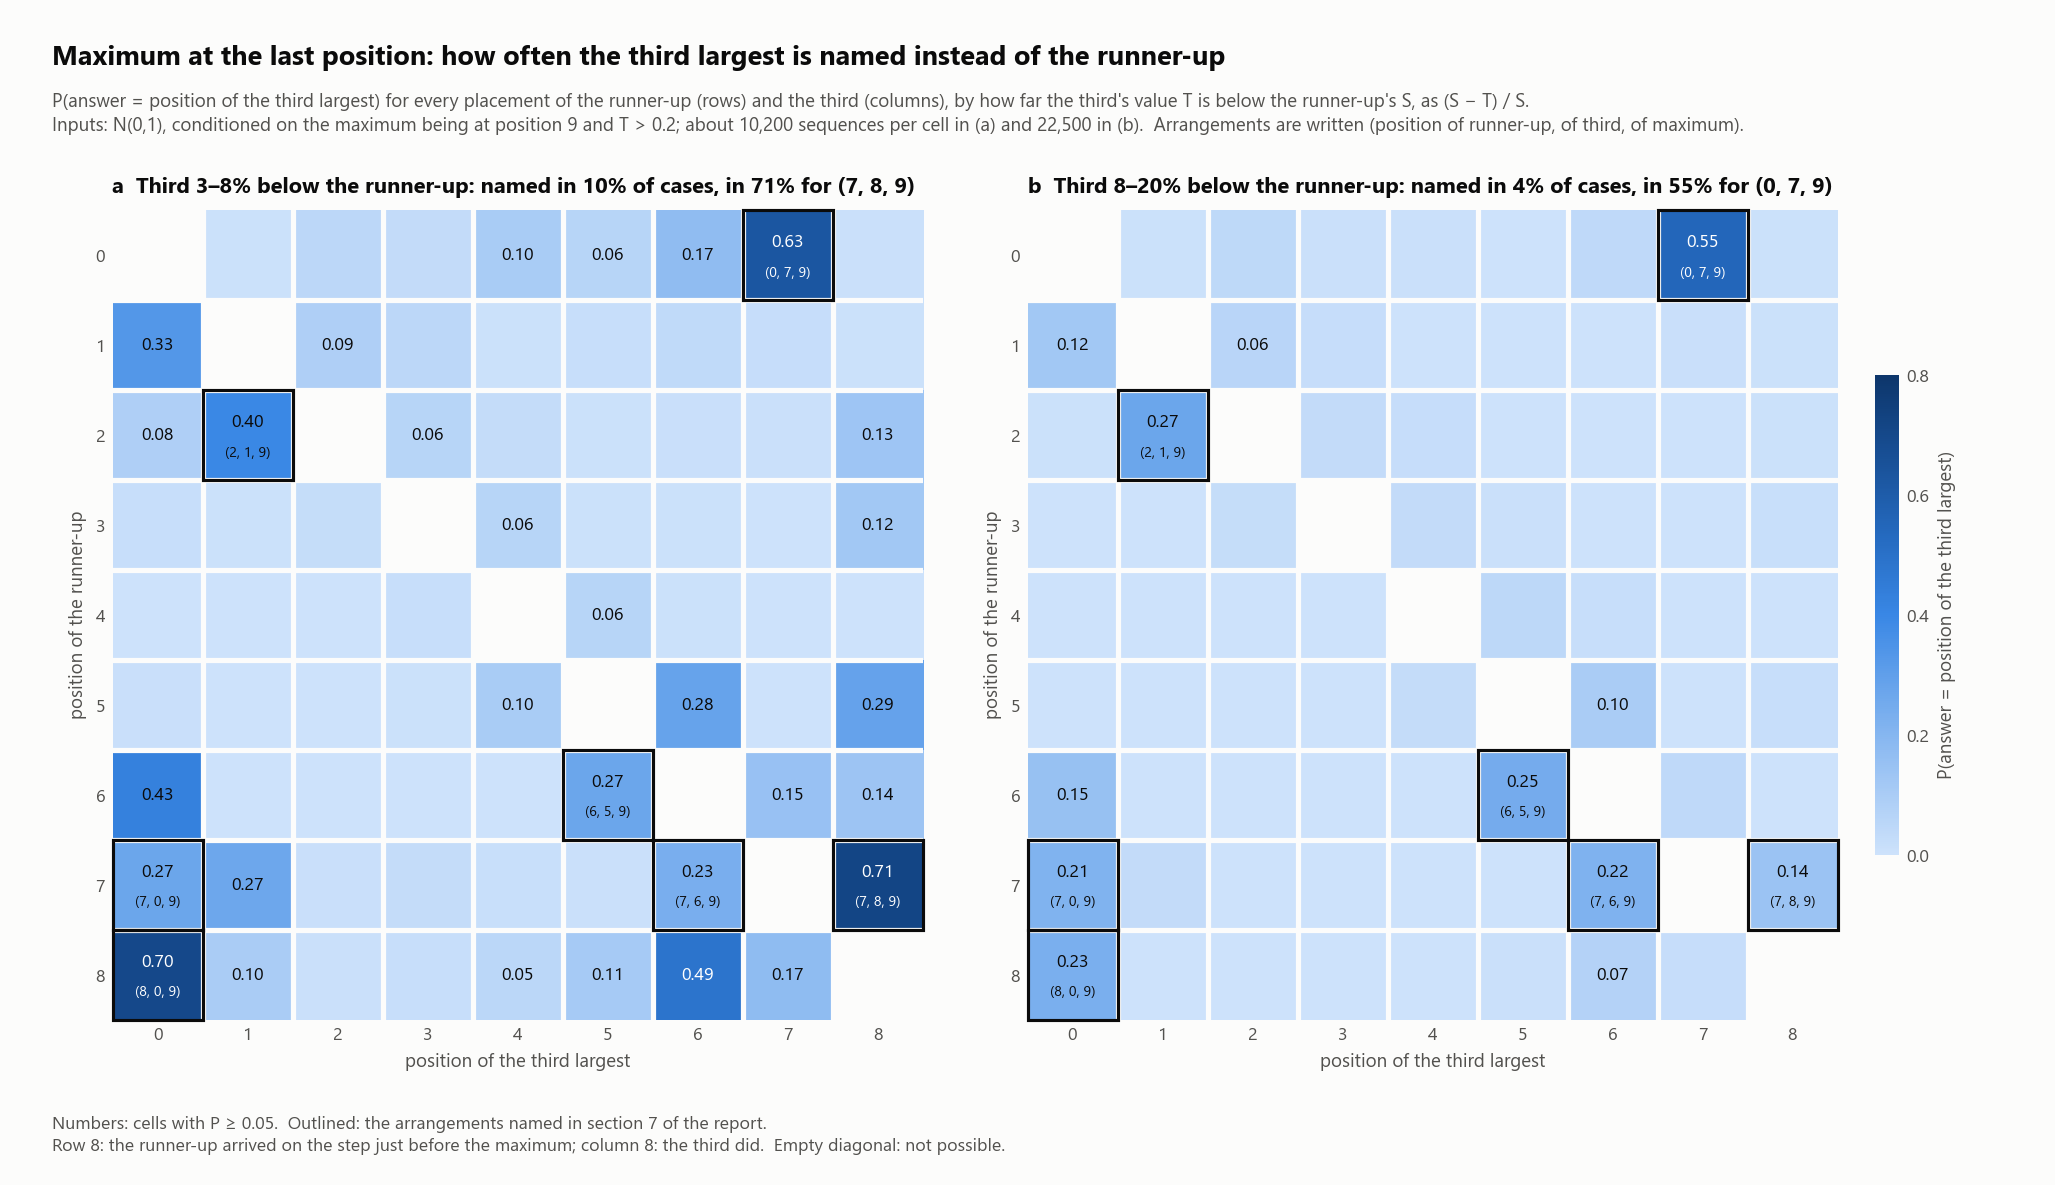 Maximum at the last position: how often the third largest is named instead of the runner-up
P(answer = position of the third largest) for every placement of the runner-up (rows) and the third (columns), by how far the third's value T is below the runner-up's S, as (S − T) / S.
Inputs: N(0,1), conditioned on the maximum being at position 9 and T > 0.2; about 10,200 sequences per cell in (a) and 22,500 in (b).  Arrangements are written (position of runner-up, of third, of maximum).
a  Third 3–8% below the runner-up: named in 10% of cases, in 71% for (7, 8, 9)
position of the runner-up
0 0.10 0.06 0.17 0.63
(0, 7, 9)
1 0.33 0.09
2 0.08 0.40 0.06 0.13
(2, 1, 9)
3 0.06 0.12
4 0.06
5 0.10 0.28 0.29
6 0.43 0.27 0.15 0.14
(6, 5, 9)
7 0.27 0.27 0.23 0.71
(7, 0, 9) (7, 6, 9) (7, 8, 9)
8 0.70 0.10 0.05 0.11 0.49 0.17
(8, 0, 9)
0 1 2 3 4 5 6 7 8
position of the third largest
b  Third 8–20% below the runner-up: named in 4% of cases, in 55% for (0, 7, 9)
position of the runner-up
0 0.55
(0, 7, 9)
1 0.12 0.06
2 0.27
(2, 1, 9)
3
4
5 0.10
6 0.15 0.25
(6, 5, 9)
7 0.21 0.22 0.14
(7, 0, 9) (7, 6, 9) (7, 8, 9)
8 0.23 0.07
(8, 0, 9)
0 1 2 3 4 5 6 7 8
position of the third largest
0.8
0.6
0.4
0.2
0.0
P(answer = position of the third largest)
Numbers: cells with P ≥ 0.05.  Outlined: the arrangements named in section 7 of the report.
Row 8: the runner-up arrived on the step just before the maximum; column 8: the third did.  Empty diagonal: not possible.